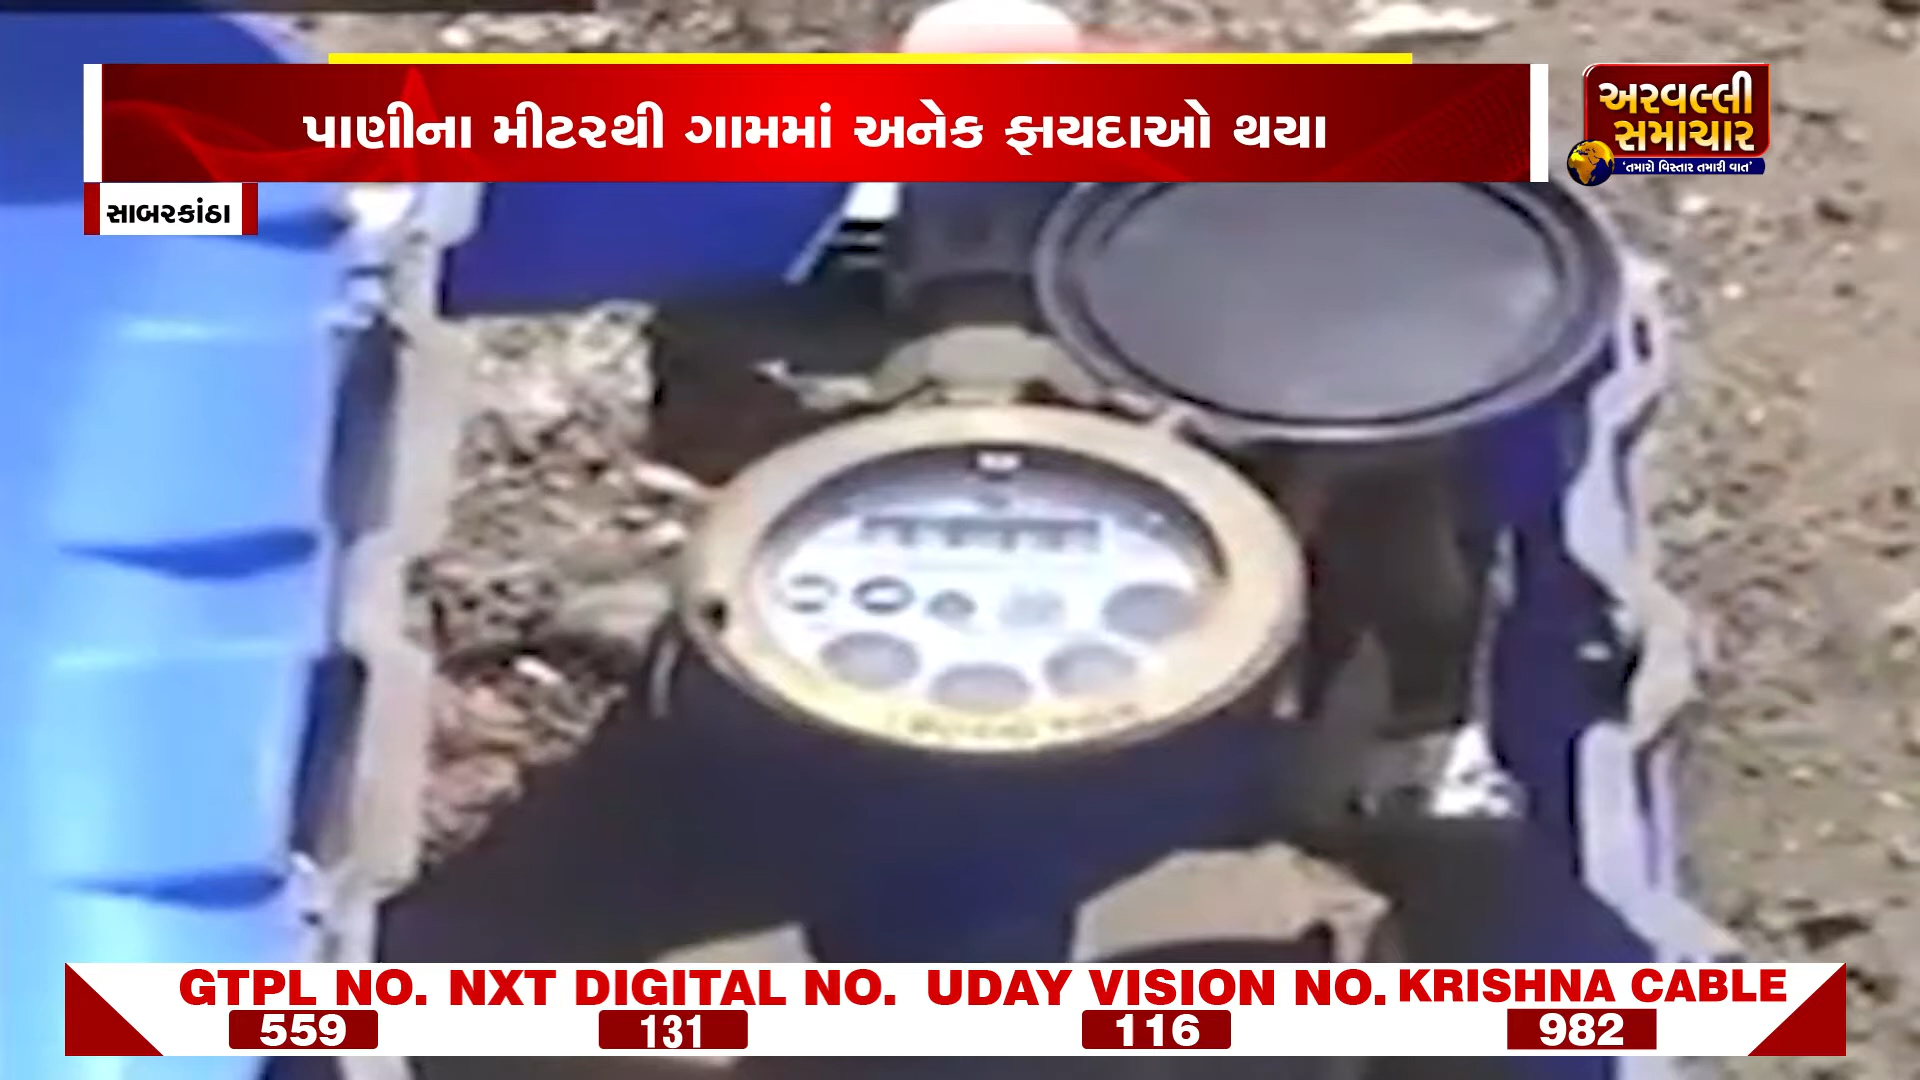 પાણીના મીટરથી ગામમાં અનેક ફાયદાઓ થયા
અરવલ્લી
સમાચાર
'તમારો વિસ્તાર તમારી વાત'
સાબરકાંઠા
GTPL NO. NXT DIGITAL NO. UDAY VISION NO. KRISHNA CABLE
559 131 116 982